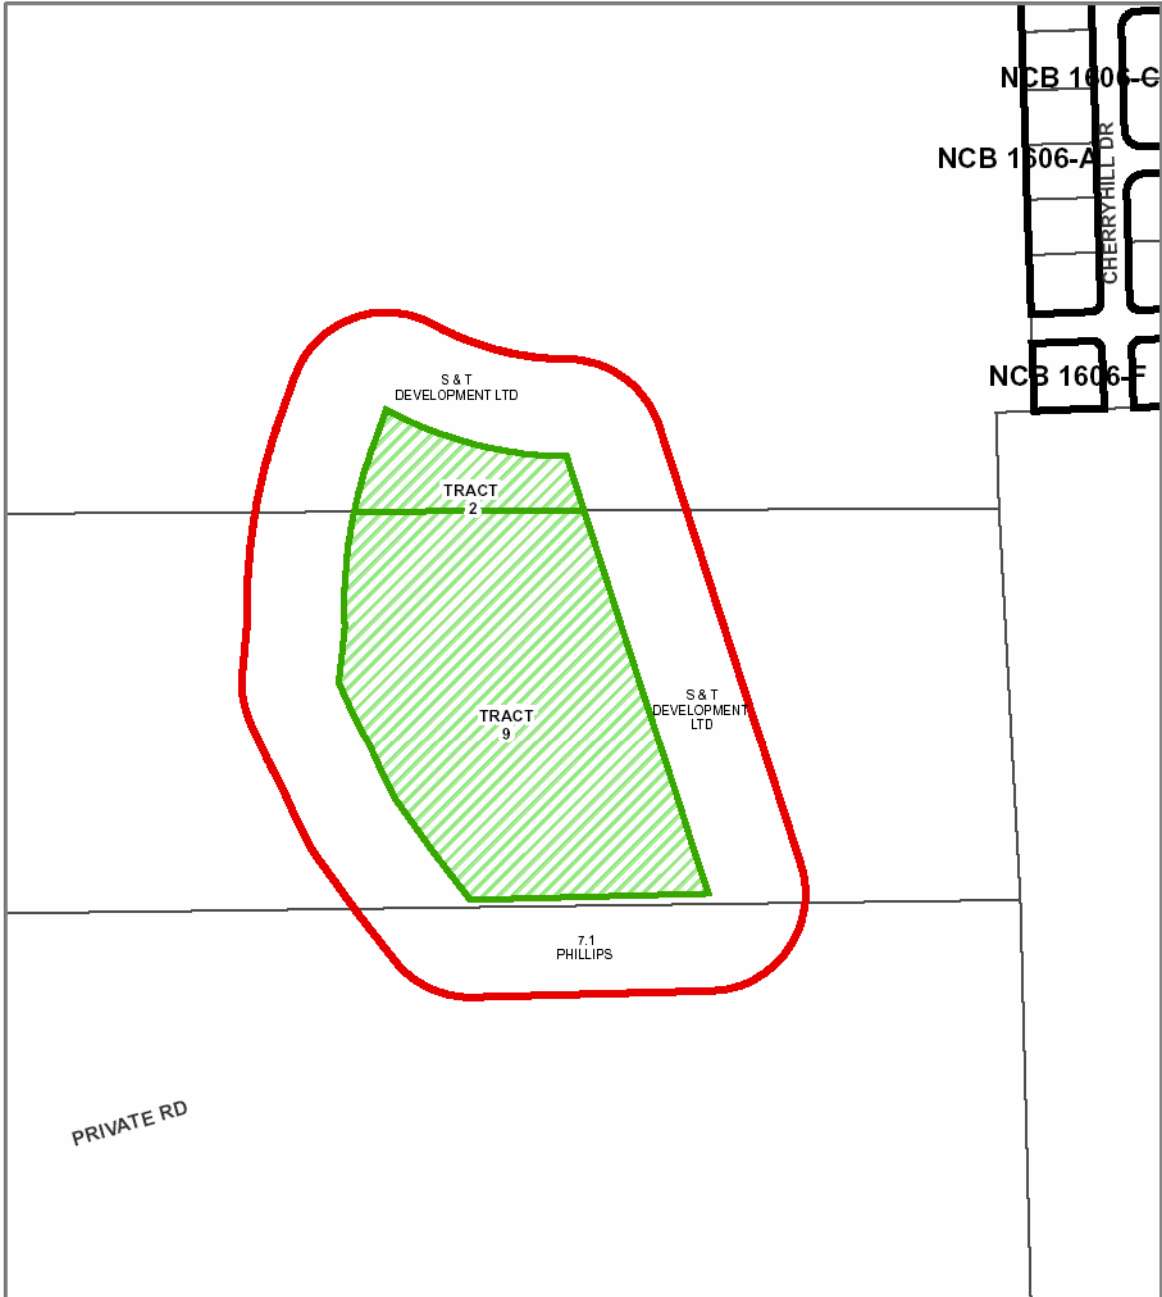 NCB 1606-C
NCB 1606-A
CHERRYHILL DR
NCB 1606-F
S & T
DEVELOPMENT LTD
TRACT
2
S & T
DEVELOPMENT
LTD
TRACT
9
7.1
PHILLIPS
PRIVATE RD